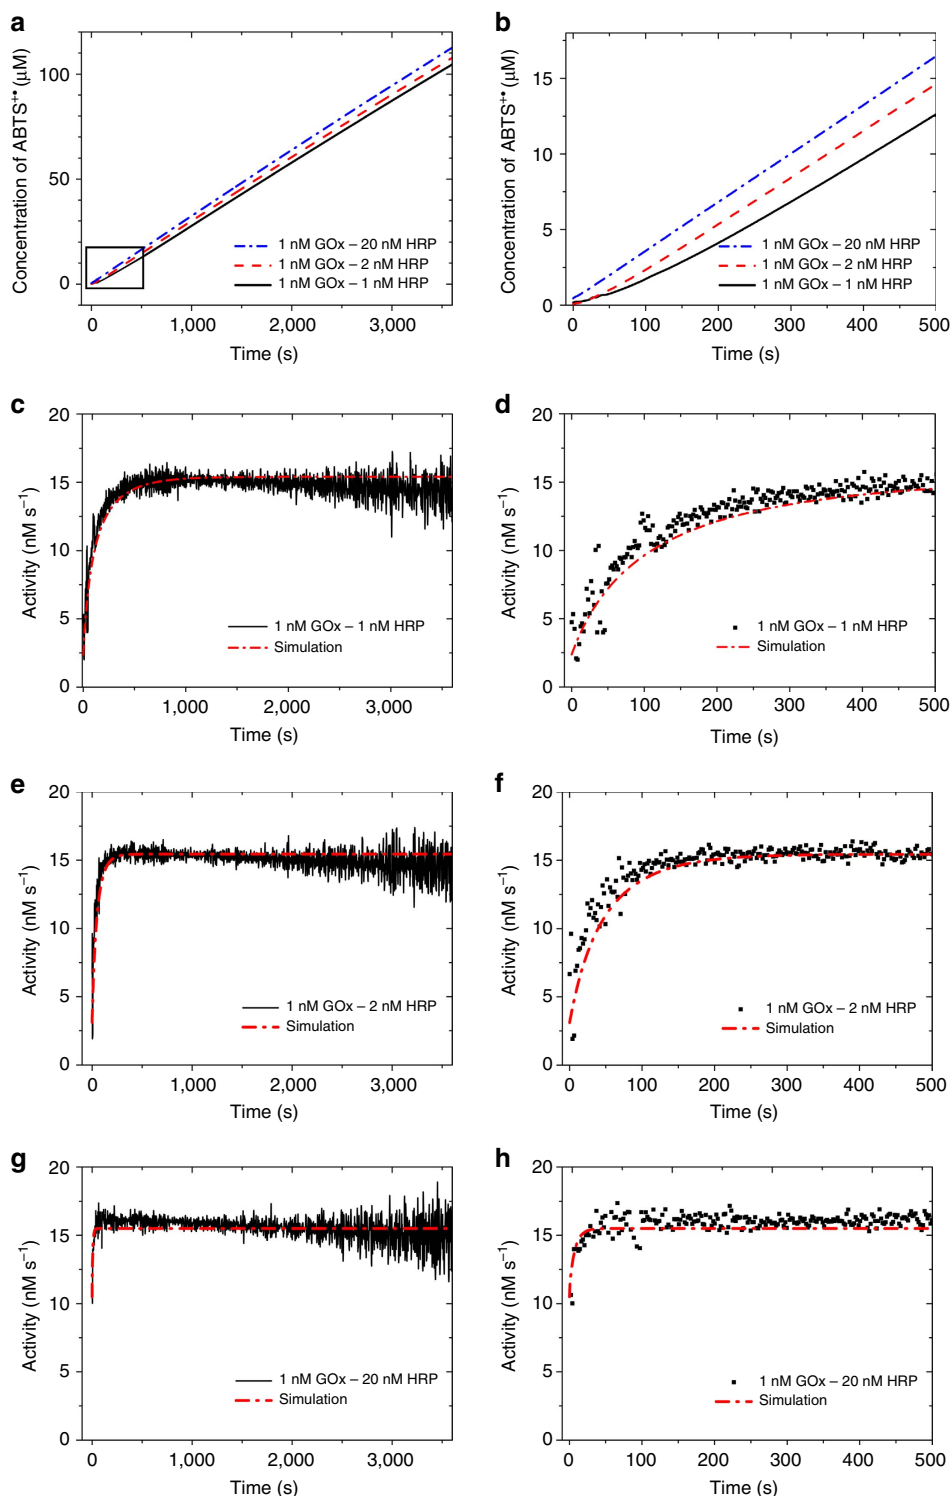 a
Concentration of ABTS⁺• (μM)
100
50
0
0 1,000 2,000 3,000
Time (s)
1 nM GOx – 20 nM HRP
1 nM GOx – 2 nM HRP
1 nM GOx – 1 nM HRP
b
Concentration of ABTS⁺• (μM)
15
10
5
0
0 100 200 300 400 500
Time (s)
1 nM GOx – 20 nM HRP
1 nM GOx – 2 nM HRP
1 nM GOx – 1 nM HRP
c
Activity (nM s⁻¹)
20
15
10
5
0
0 1,000 2,000 3,000
Time (s)
1 nM GOx – 1 nM HRP
Simulation
d
Activity (nM s⁻¹)
20
15
10
5
0
0 100 200 300 400 500
Time (s)
1 nM GOx – 1 nM HRP
Simulation
e
Activity (nM s⁻¹)
20
15
10
5
0
0 1,000 2,000 3,000
Time (s)
1 nM GOx – 2 nM HRP
Simulation
f
Activity (nM s⁻¹)
20
15
10
5
0
0 100 200 300 400 500
Time (s)
1 nM GOx – 2 nM HRP
Simulation
g
Activity (nM s⁻¹)
20
15
10
5
0
0 1,000 2,000 3,000
Time (s)
1 nM GOx – 20 nM HRP
Simulation
h
Activity (nM s⁻¹)
20
15
10
5
0
0 100 200 300 400 500
Time (s)
1 nM GOx – 20 nM HRP
Simulation